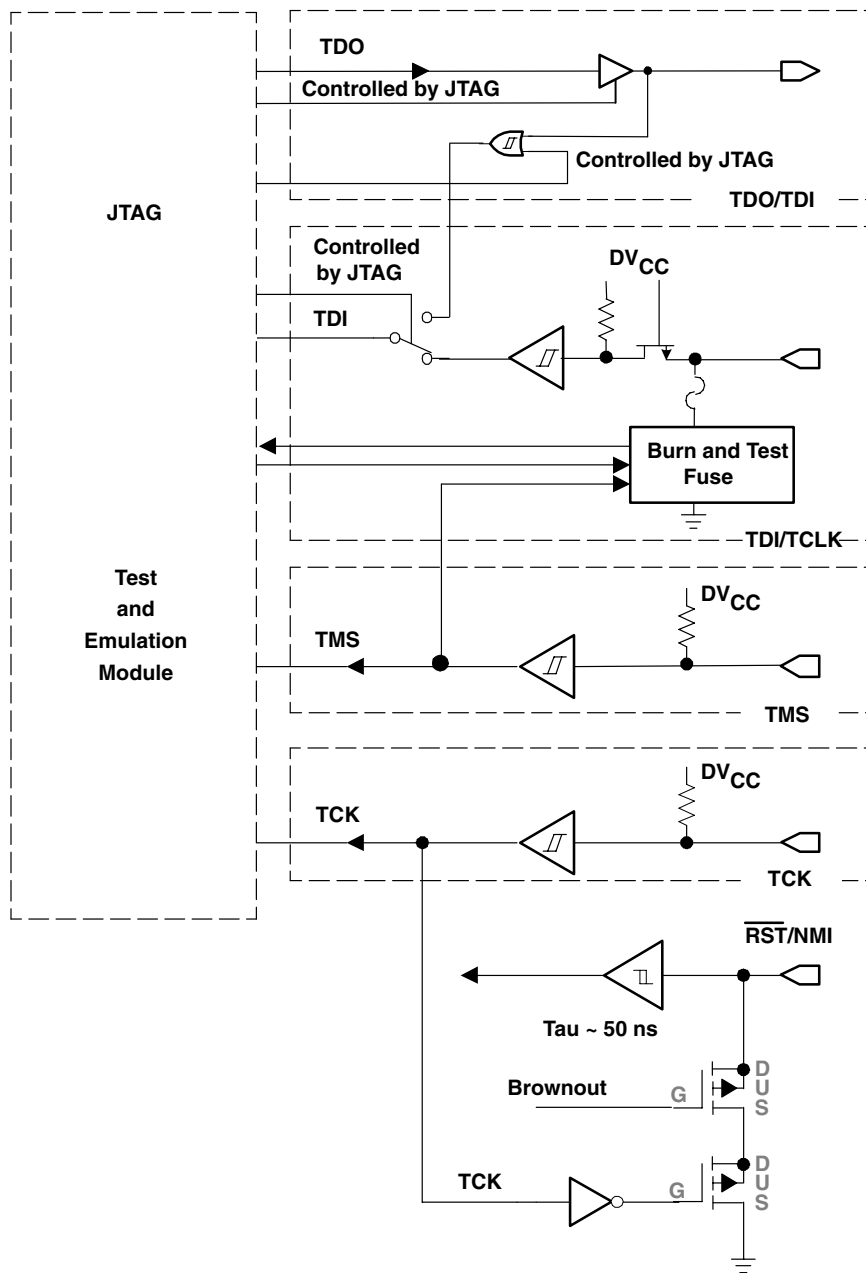 TDO
Controlled by JTAG
Controlled by JTAG
TDO/TDI
JTAG
Controlled
by JTAG
TDI
DVCC
Burn and Test
Fuse
TDI/TCLK
Test
and
Emulation
Module
DVCC
TMS
TMS
DVCC
TCK
TCK
RST/NMI
Tau ~ 50 ns
Brownout
G
D
U
S
TCK
G
D
U
S